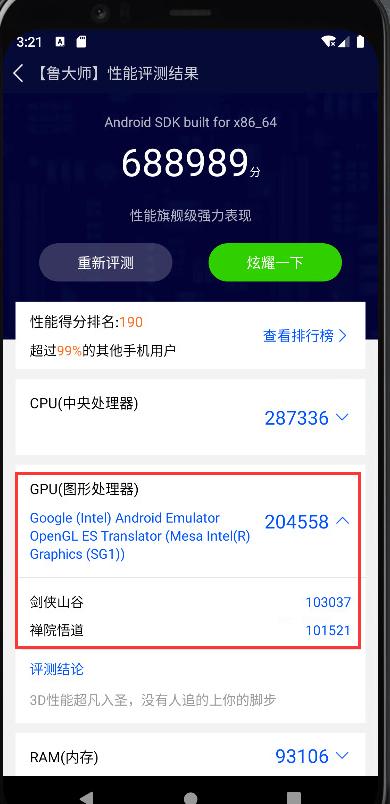 3:21
【鲁大师】性能评测结果
Android SDK built for x86_64
688989分
性能旗舰级强力表现
重新评测
炫耀一下
性能得分排名:190
查看排行榜
超过99%的其他手机用户
CPU(中央处理器)
287336
GPU(图形处理器)
Google (Intel) Android Emulator
OpenGL ES Translator (Mesa Intel(R)
Graphics (SG1))
204558
剑侠山谷 103037
禅院悟道 101521
评测结论
3D性能超凡入圣，没有人追的上你的脚步
RAM(内存) 93106